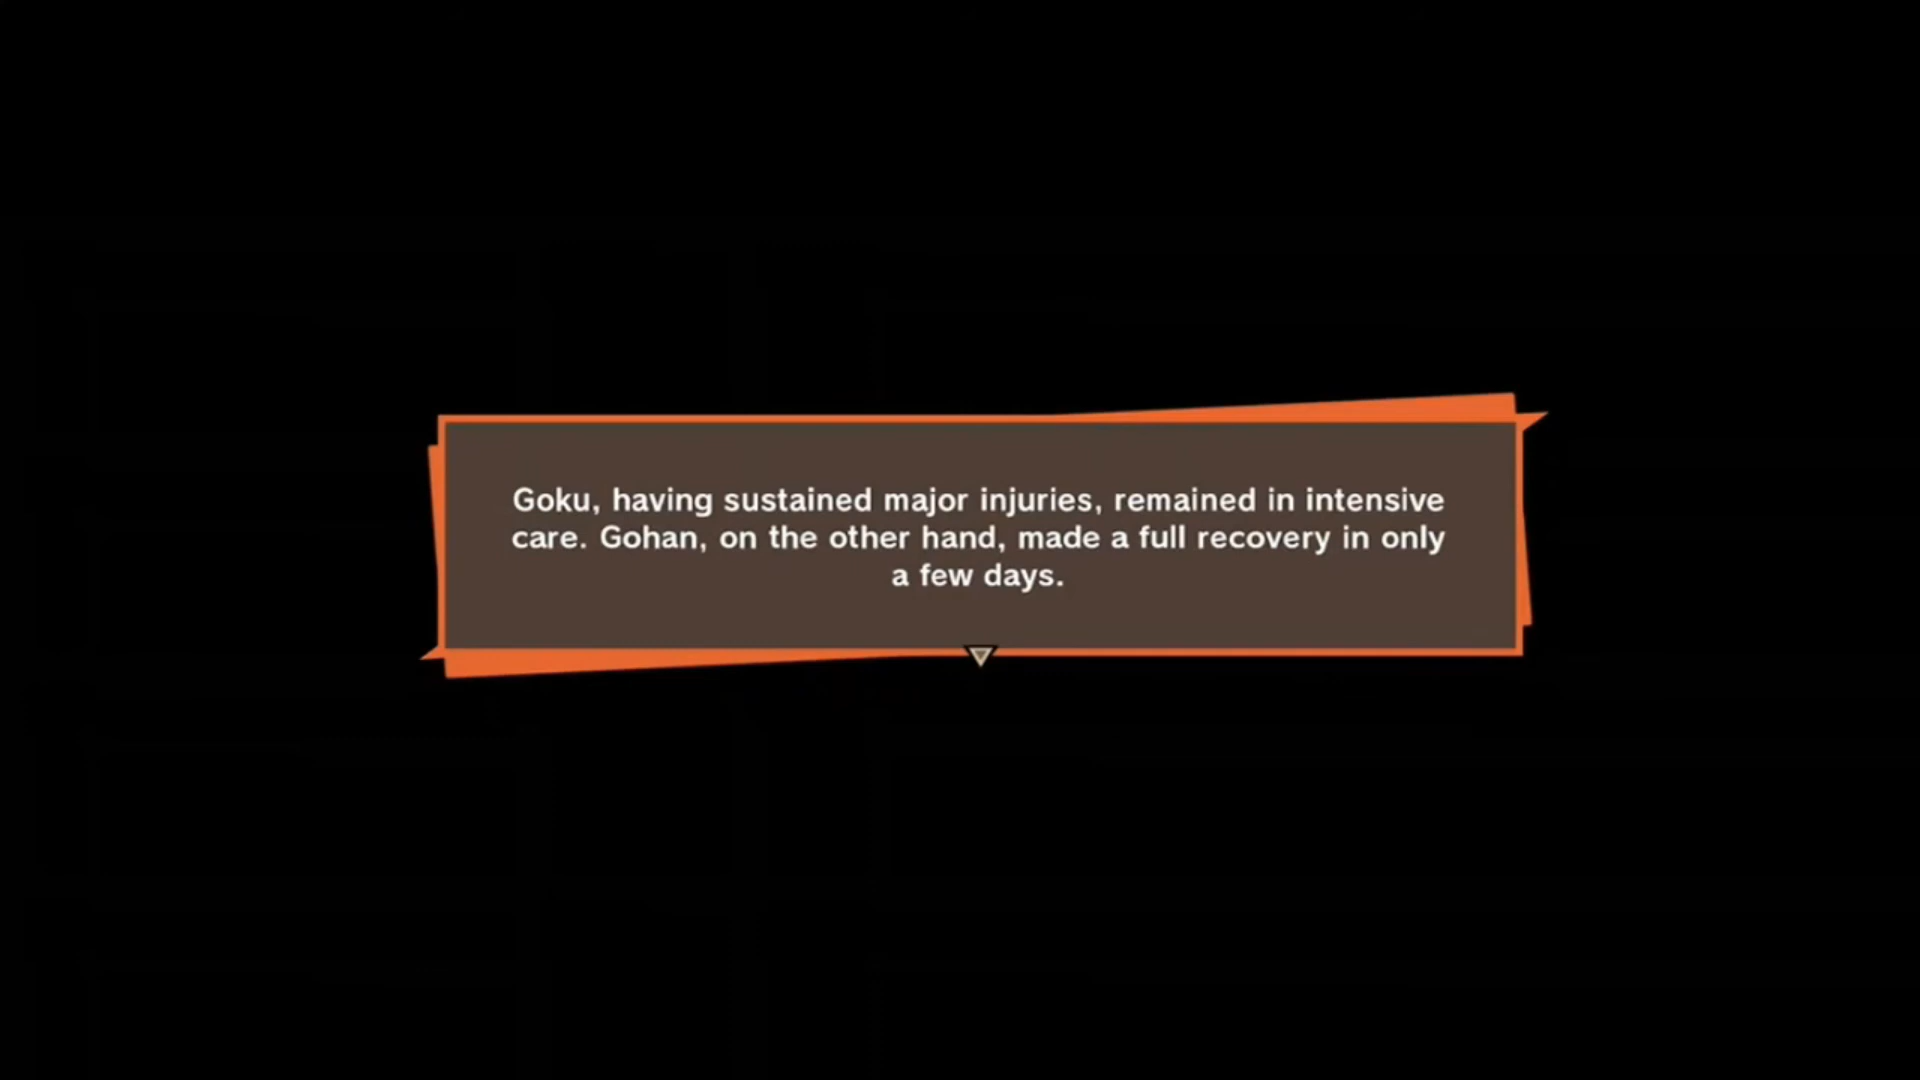 Goku, having sustained major injuries, remained in intensive
care. Gohan, on the other hand, made a full recovery in only
a few days.